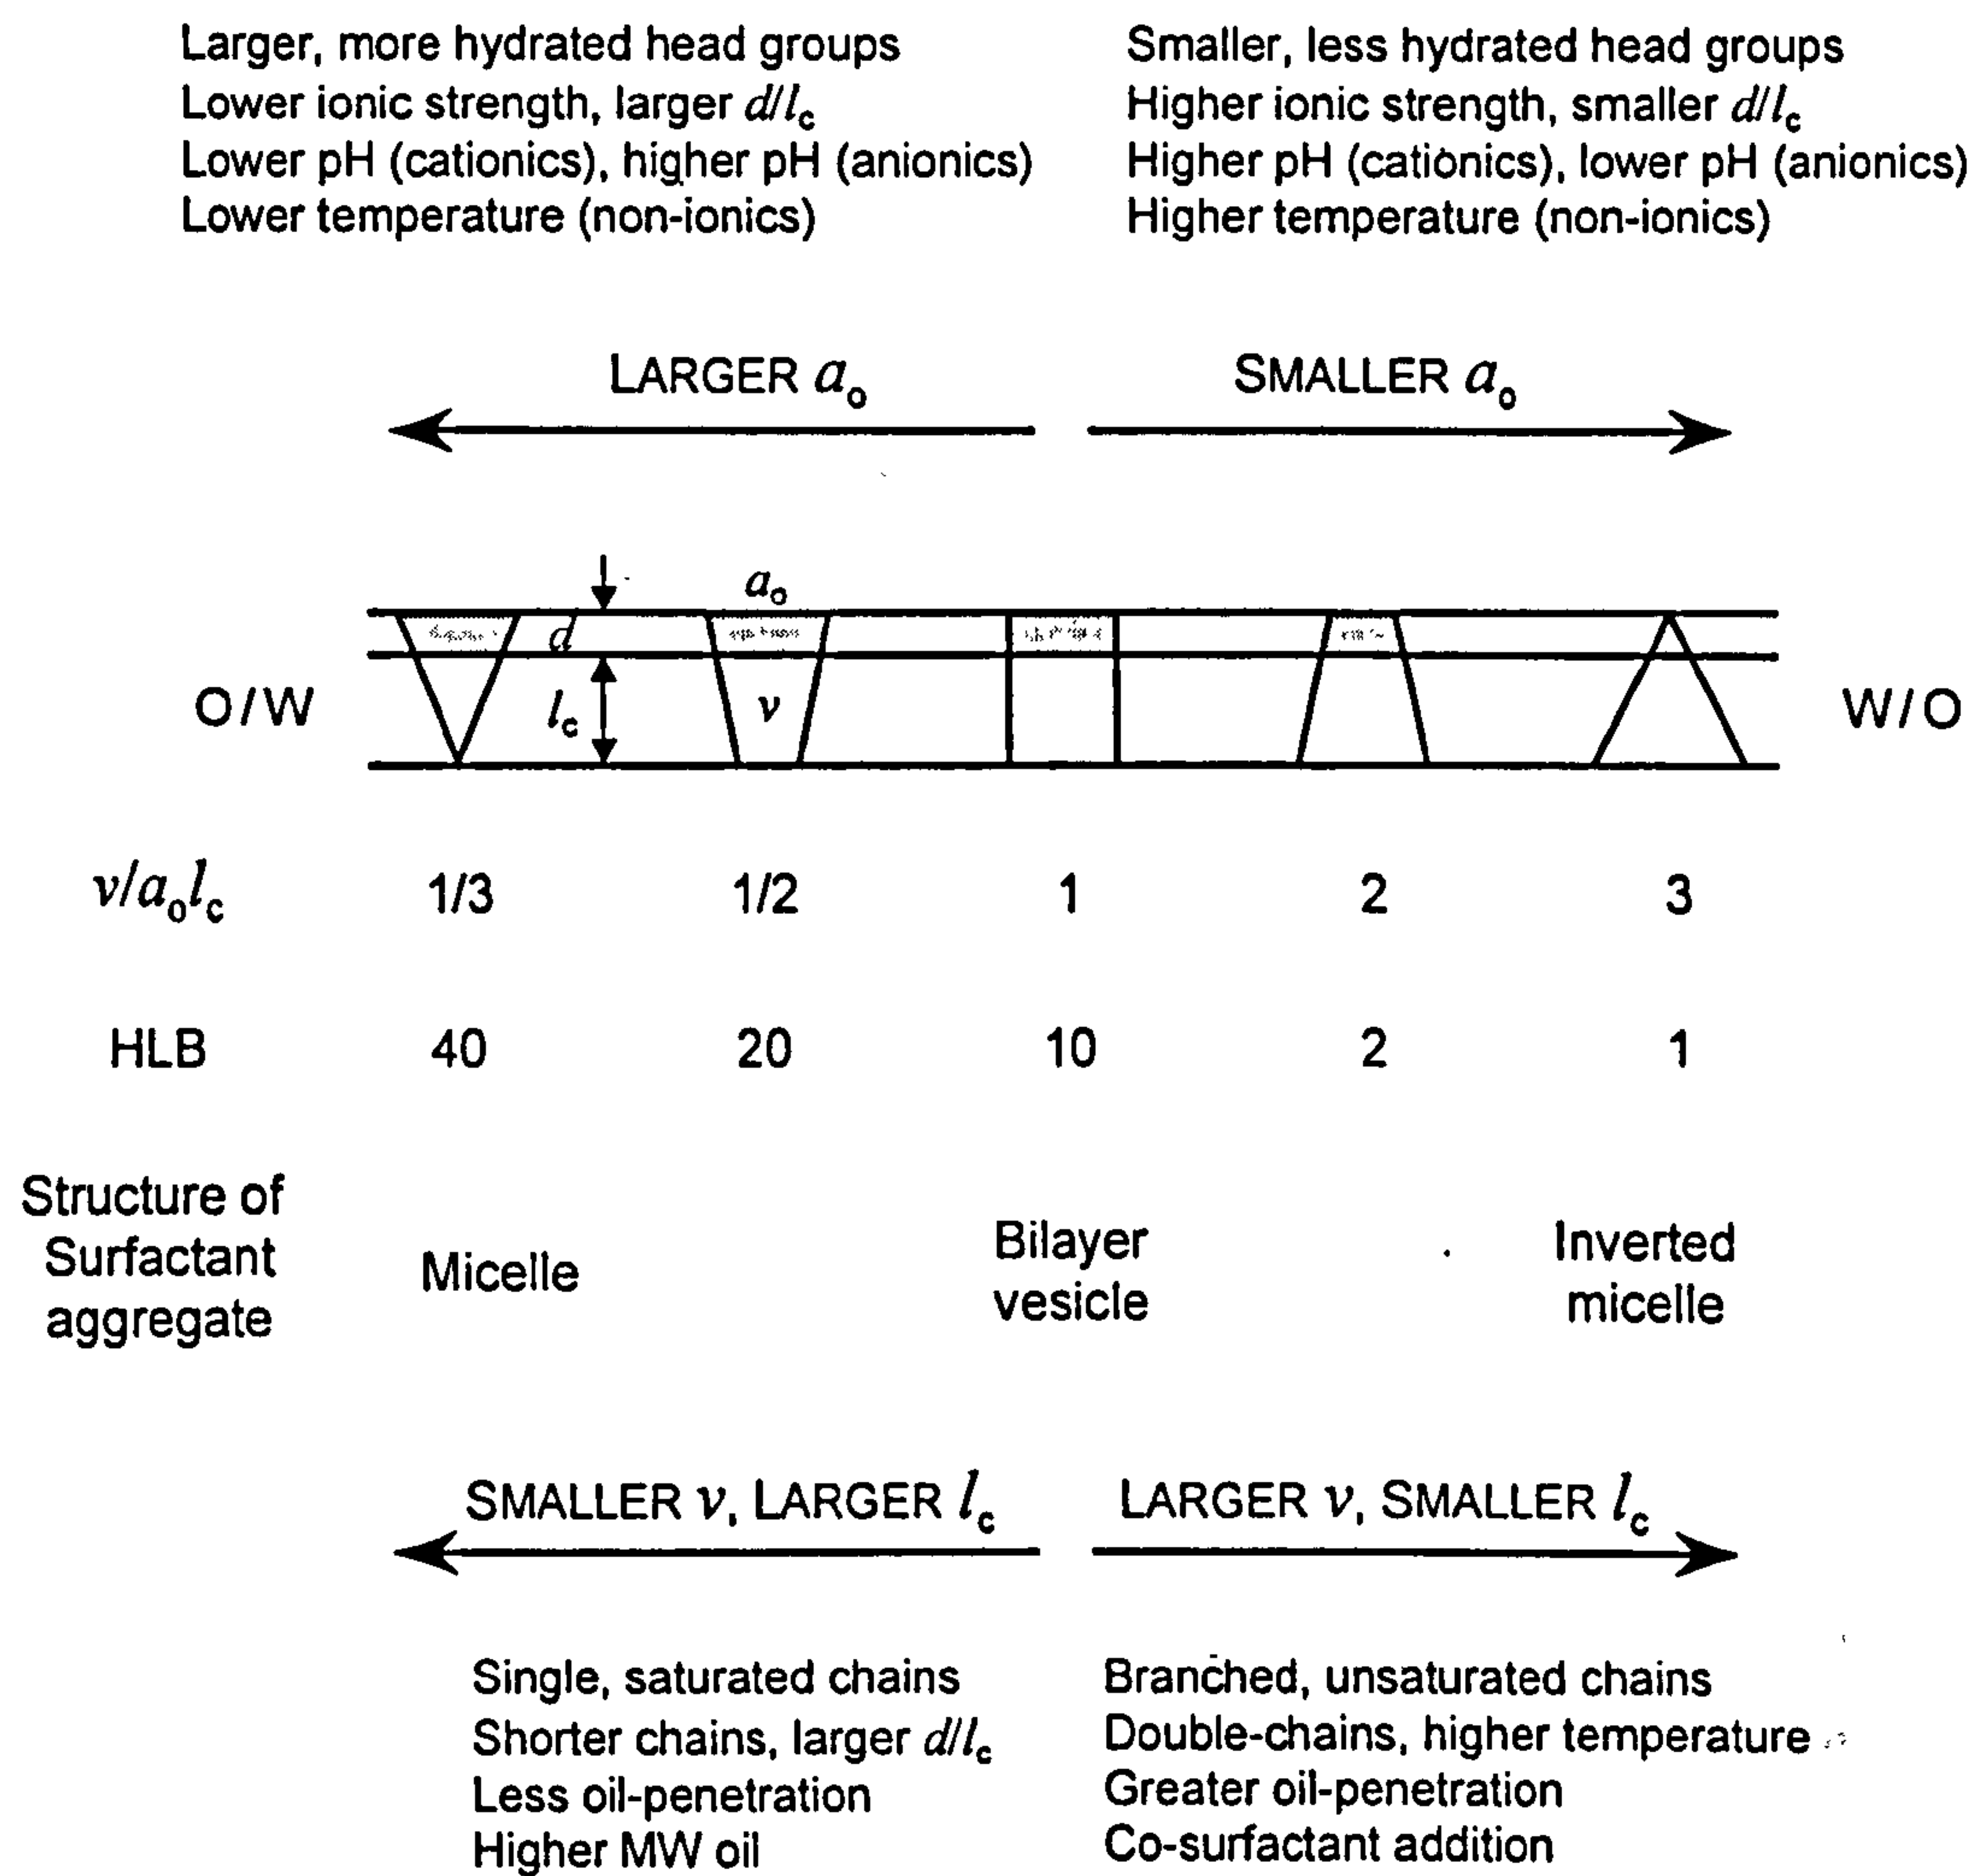 Larger, more hydrated head groups
Lower ionic strength, larger d/lc
Lower pH (cationics), higher pH (anionics)
Lower temperature (non-ionics)
Smaller, less hydrated head groups
Higher ionic strength, smaller d/lc
Higher pH (cationics), lower pH (anionics)
Higher temperature (non-ionics)
LARGER ao
SMALLER ao
ao
d
O/W
lc
v
W/O
v/aolc 1/3 1/2 1 2 3
HLB 40 20 10 2 1
Structure of
Surfactant
aggregate
Micelle
Bilayer
vesicle
Inverted
micelle
SMALLER v, LARGER lc
LARGER v, SMALLER lc
Single, saturated chains
Shorter chains, larger d/lc
Less oil-penetration
Higher MW oil
Branched, unsaturated chains
Double-chains, higher temperature
Greater oil-penetration
Co-surfactant addition